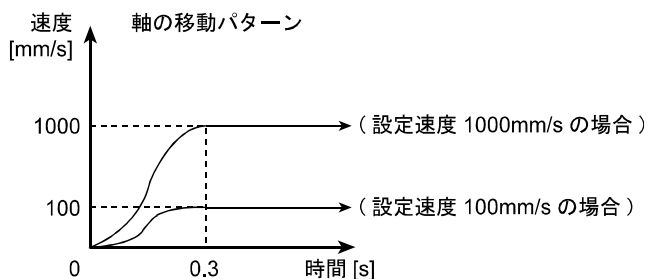 速度
[mm/s]
軸の移動パターン
1000
(設定速度 1000mm/s の場合)
100
(設定速度 100mm/s の場合)
0
0.3
時間 [s]